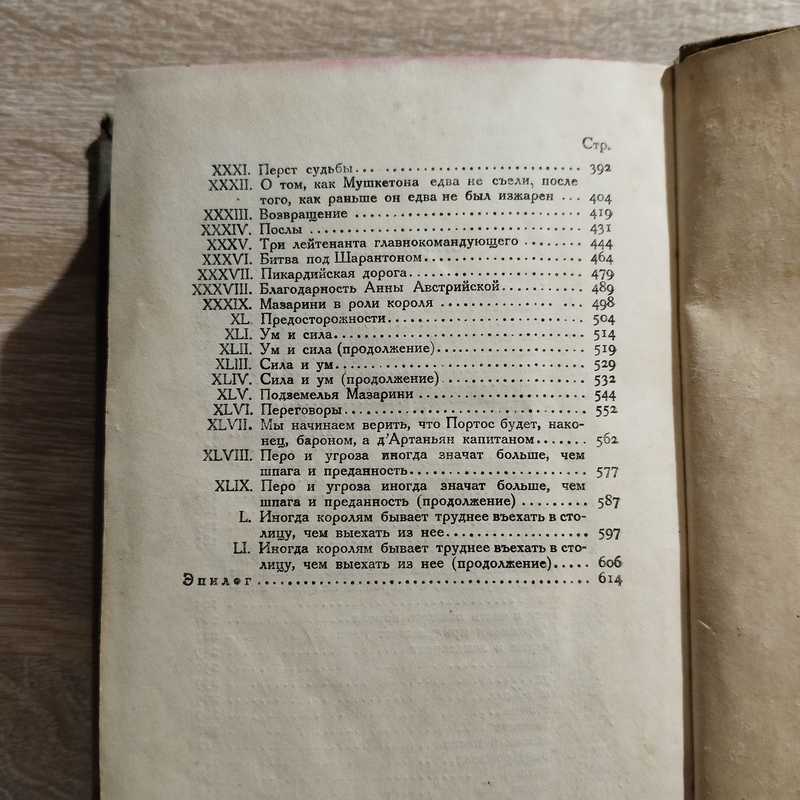 Стр.
XXXI. Перст судьбы... ........................... 392
XXXII. О том, как Мушкетона едва не съели, после
того, как раньше он едва не был изжарен ... 404
XXXIII. Возвращение ............................... 419
XXXIV. Послы ..................................... 431
XXXV. Три лейтенанта главнокомандующего ........ 444
XXXVI. Битва под Шарантоном..................... 464
XXXVII. Пикардийская дорога........................ 479
XXXVIII. Благодарность Анны Австрийской........... 489
XXXIX. Мазарини в роли короля .............. ... 498
XL. Предосторожности.......................... 504
XLI. Ум и сила................................. 514
XLII. Ум и сила (продолжение).................... 519
XLIII. Сила и ум................................. 529
XLIV. Сила и ум (продолжение).................... 532
XLV. Подземелья Мазарини ...................... 544
XLVI. Переговоры................................ 552
XLVII. Мы начинаем верить, что Портос будет, нако-
нец, бароном, а д'Артаньян капитаном....... 562
XLVIII. Перо и угроза иногда значат больше, чем
шпага и преданность........................ 577
XLIX. Перо и угроза иногда значат больше, чем
шпага и преданность (продолжение) ......... 587
L. Иногда королям бывает труднее въехать в сто-
лицу, чем выехать из нее................... 597
LI. Иногда королям бывает труднее въехать в сто-
лицу, чем выехать из нее (продолжение)..... 606
Эпилог............................................ 614